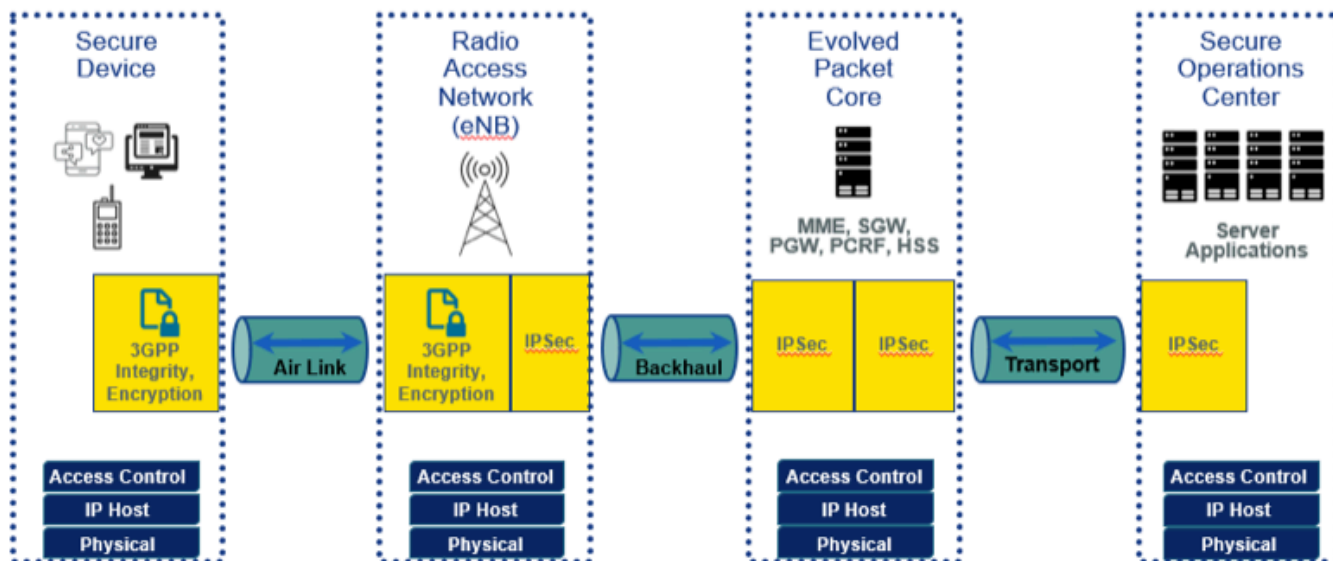 Secure
Device
Radio
Access
Network
(eNB)
Evolved
Packet
Core
Secure
Operations
Center
MME, SGW,
PGW, PCRF, HSS
Server
Applications
3GPP
Integrity,
Encryption
Air Link
3GPP
Integrity,
Encryption
IPSec
Backhaul
IPSec
IPSec
Transport
IPSec
Access Control
IP Host
Physical
Access Control
IP Host
Physical
Access Control
IP Host
Physical
Access Control
IP Host
Physical